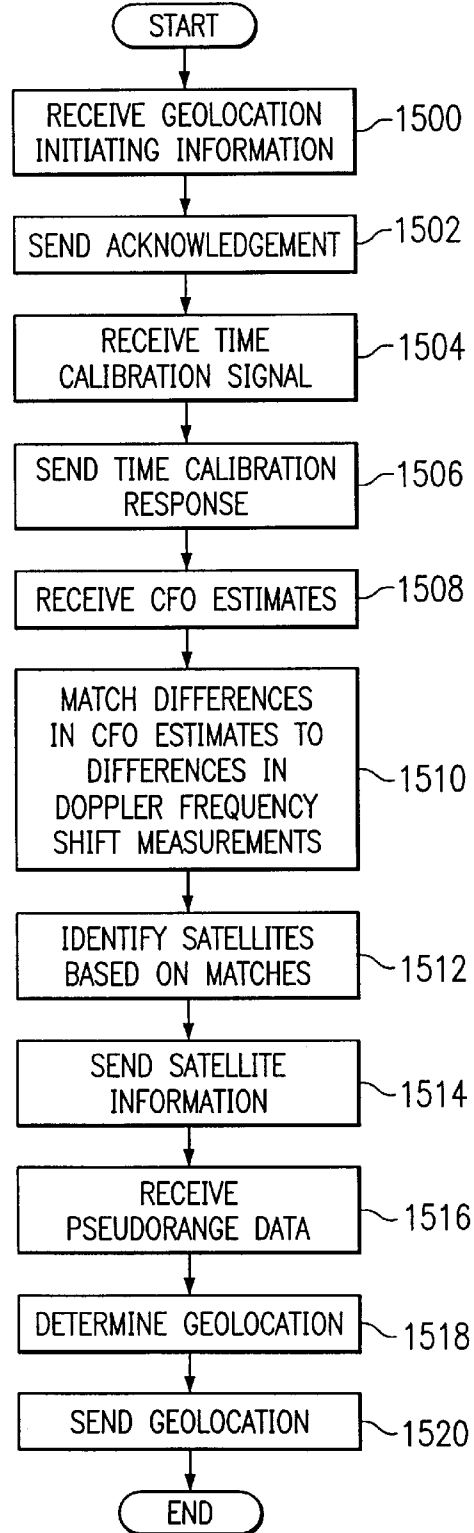 START
RECEIVE GEOLOCATION
INITIATING INFORMATION
1500
SEND ACKNOWLEDGEMENT
1502
RECEIVE TIME
CALIBRATION SIGNAL
1504
SEND TIME CALIBRATION
RESPONSE
1506
RECEIVE CFO ESTIMATES
1508
MATCH DIFFERENCES
IN CFO ESTIMATES TO
DIFFERENCES IN
DOPPLER FREQUENCY
SHIFT MEASUREMENTS
1510
IDENTIFY SATELLITES
BASED ON MATCHES
1512
SEND SATELLITE
INFORMATION
1514
RECEIVE
PSEUDORANGE DATA
1516
DETERMINE GEOLOCATION
1518
SEND GEOLOCATION
1520
END